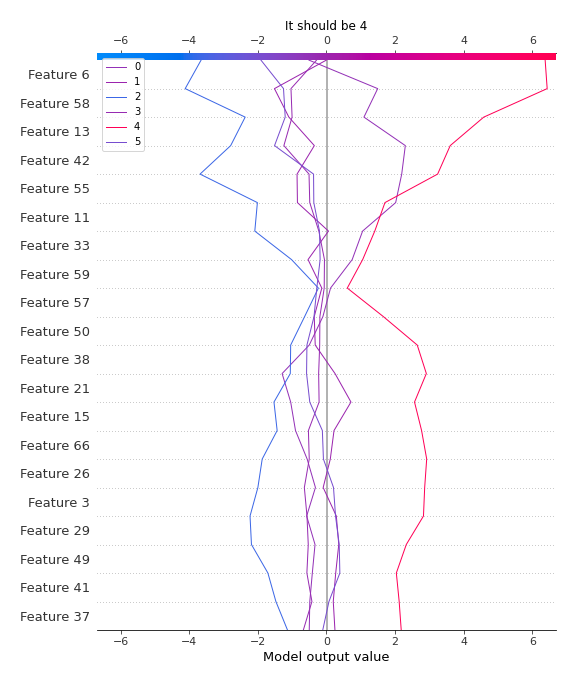 It should be 4
−6 −4 −2 0 2 4 6
0
1
2
3
4
5
Feature 6
Feature 58
Feature 13
Feature 42
Feature 55
Feature 11
Feature 33
Feature 59
Feature 57
Feature 50
Feature 38
Feature 21
Feature 15
Feature 66
Feature 26
Feature 3
Feature 29
Feature 49
Feature 41
Feature 37
−6 −4 −2 0 2 4 6
Model output value